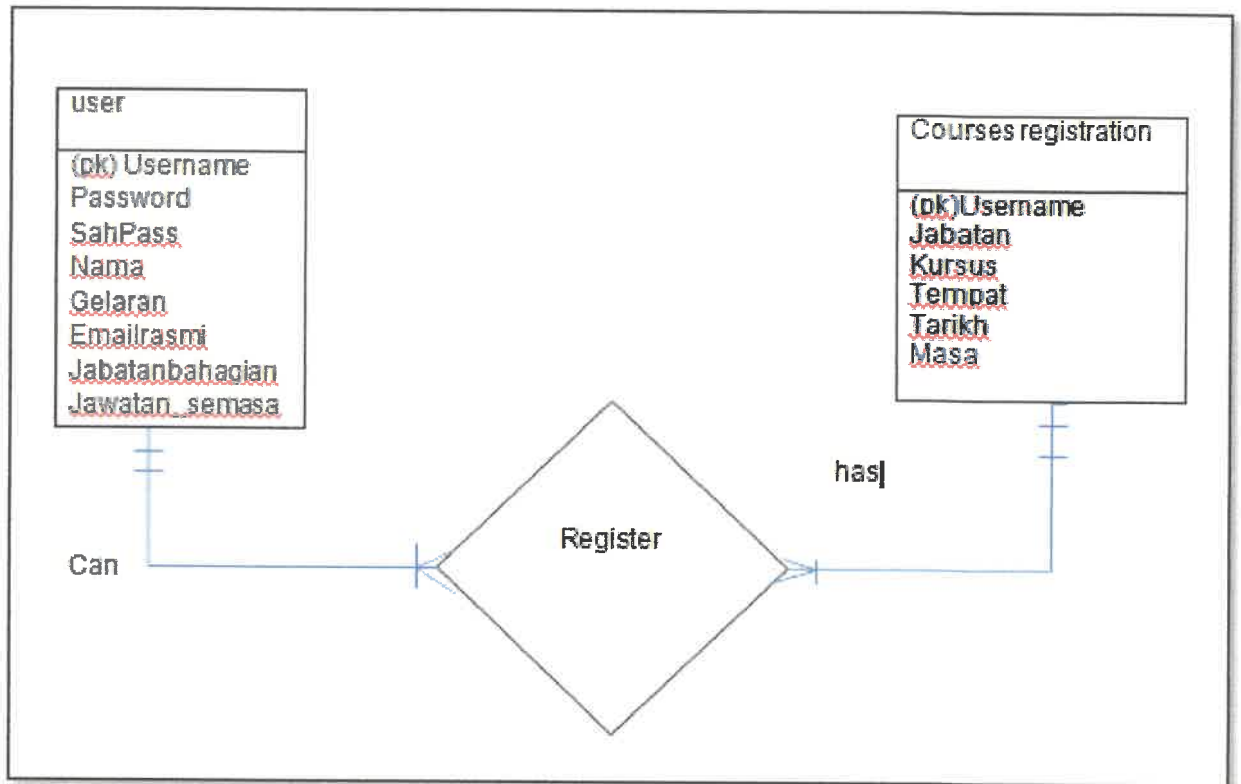 user
(pk) Username
Password
SahPass
Nama
Gelaran
Emailrasmi
Jabatanbahagian
Jawatan_semasa
Courses registration
(pk)Username
Jabatan
Kursus
Tempat
Tarikh
Masa
has
Register
Can